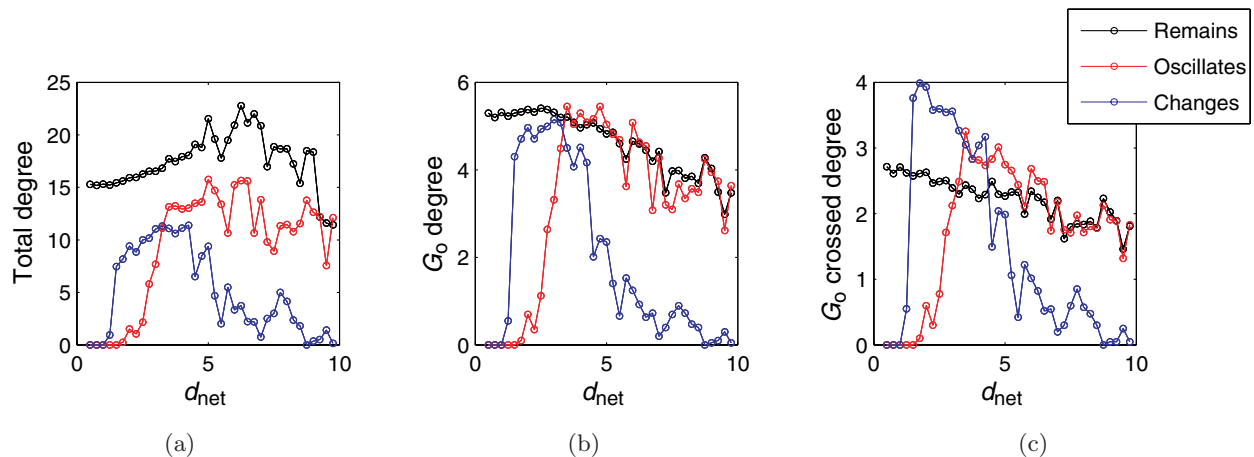 Remains
Oscillates
Changes
Total degree
25
20
15
10
5
0
0
5
10
d_net
(a)
G_o degree
6
4
2
0
0
5
10
d_net
(b)
G_o crossed degree
4
3
2
1
0
0
5
10
d_net
(c)